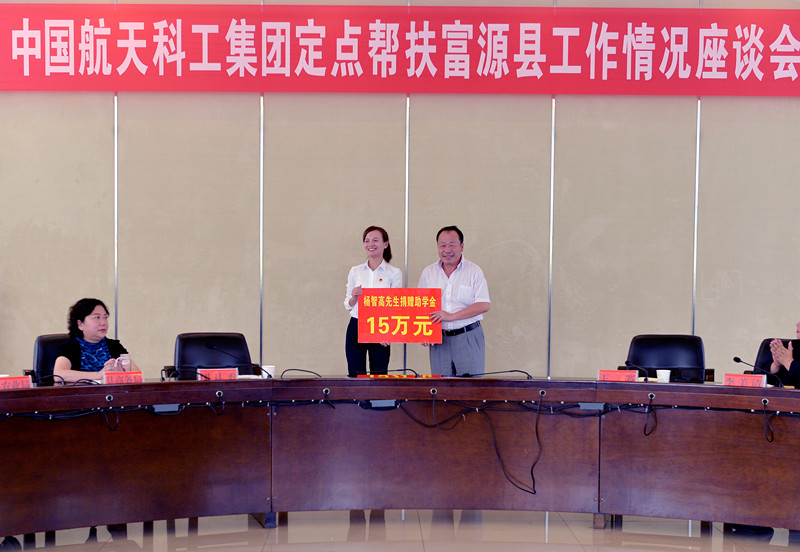 中国航天科工集团定点帮扶富源县工作情况座谈会
杨智高先生捐赠助学金
15万元